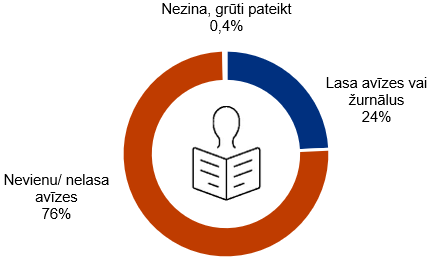 Nezina, grūti pateikt
0,4%
Lasa avīzes vai
žurnālus
24%
Nevienu/ nelasa
avīzes
76%